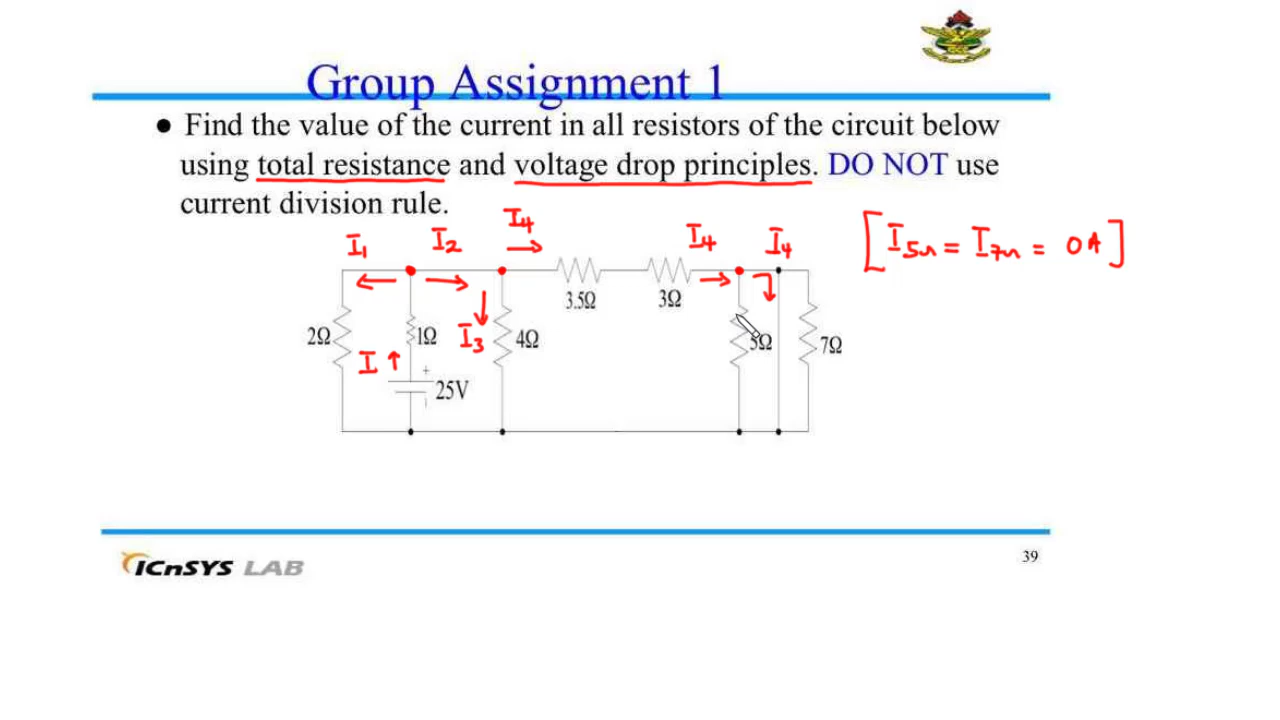 Group Assignment 1
● Find the value of the current in all resistors of the circuit below
using total resistance and voltage drop principles. DO NOT use
current division rule.
I₁ I₂ I₄ I₄ I₄ [I5Ω = I7Ω = 0A]
3.5Ω 3Ω
2Ω 1Ω I₃ 4Ω 5Ω 7Ω
I
+
25V
ICnSYS LAB
39